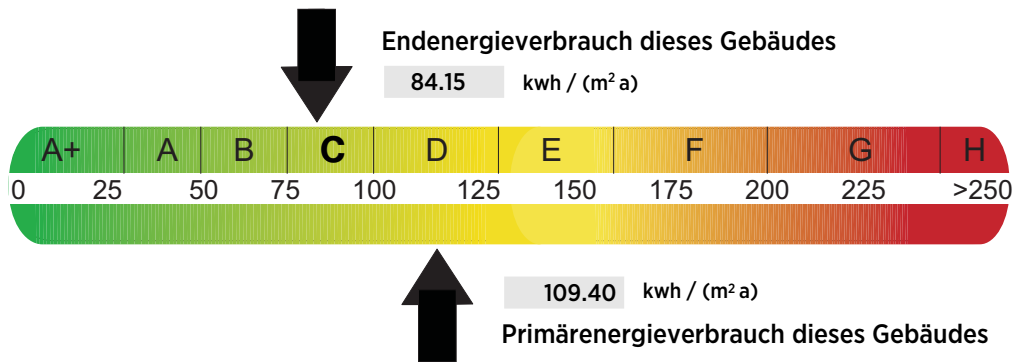 Endenergieverbrauch dieses Gebäudes
84.15 kwh / (m² a)
A+ A B C D E F G H
0 25 50 75 100 125 150 175 200 225 >250
109.40 kwh / (m² a)
Primärenergieverbrauch dieses Gebäudes